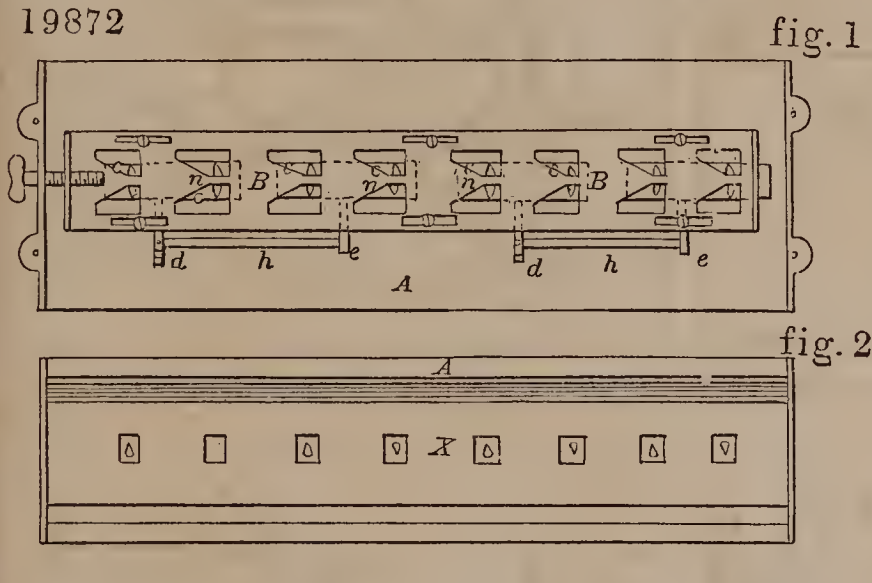 19872
fig. 1
n B n n B
c c c c
d h e d h e
A
fig. 2
A
X